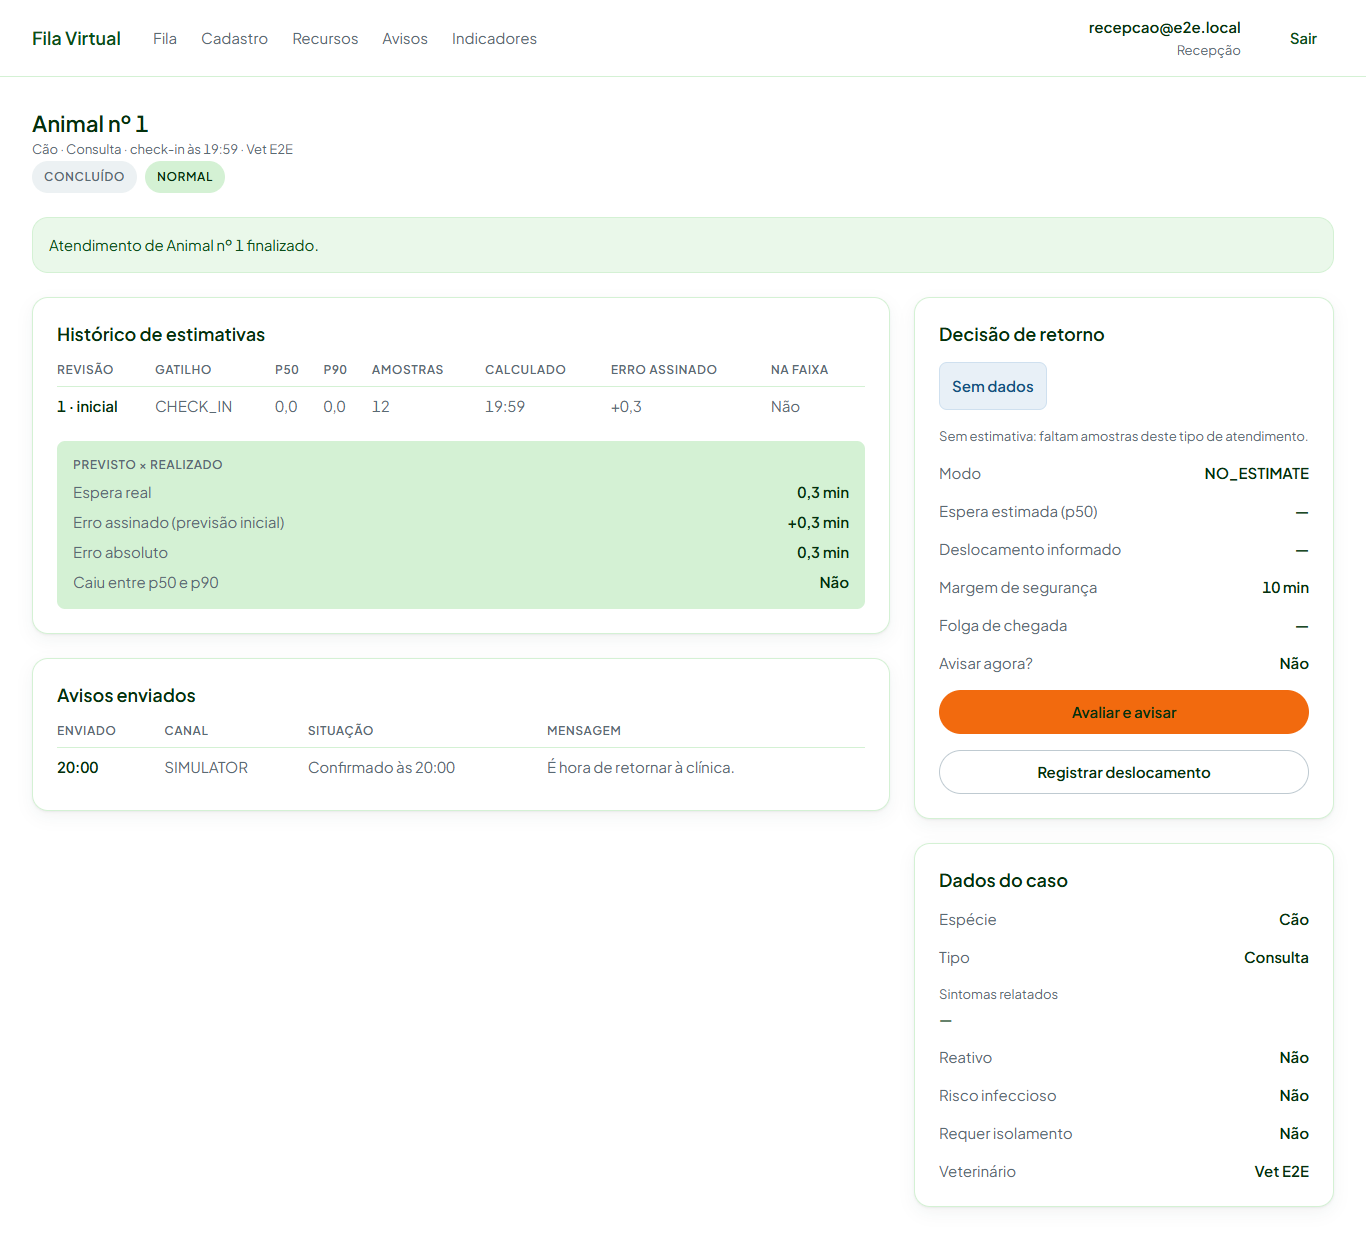 Fila Virtual
Fila
Cadastro
Recursos
Avisos
Indicadores
recepcao@e2e.local
Recepção
Sair
Animal nº 1
Cão · Consulta · check-in às 19:59 · Vet E2E
CONCLUÍDO
NORMAL
Atendimento de Animal nº 1 finalizado.
Histórico de estimativas
REVISÃO GATILHO P50 P90 AMOSTRAS CALCULADO ERRO ASSINADO NA FAIXA
1 · inicial CHECK_IN 0,0 0,0 12 19:59 +0,3 Não
PREVISTO × REALIZADO
Espera real 0,3 min
Erro assinado (previsão inicial) +0,3 min
Erro absoluto 0,3 min
Caiu entre p50 e p90 Não
Avisos enviados
ENVIADO CANAL SITUAÇÃO MENSAGEM
20:00 SIMULATOR Confirmado às 20:00 É hora de retornar à clínica.
Decisão de retorno
Sem dados
Sem estimativa: faltam amostras deste tipo de atendimento.
Modo NO_ESTIMATE
Espera estimada (p50) —
Deslocamento informado —
Margem de segurança 10 min
Folga de chegada —
Avisar agora? Não
Avaliar e avisar
Registrar deslocamento
Dados do caso
Espécie Cão
Tipo Consulta
Sintomas relatados
—
Reativo Não
Risco infeccioso Não
Requer isolamento Não
Veterinário Vet E2E